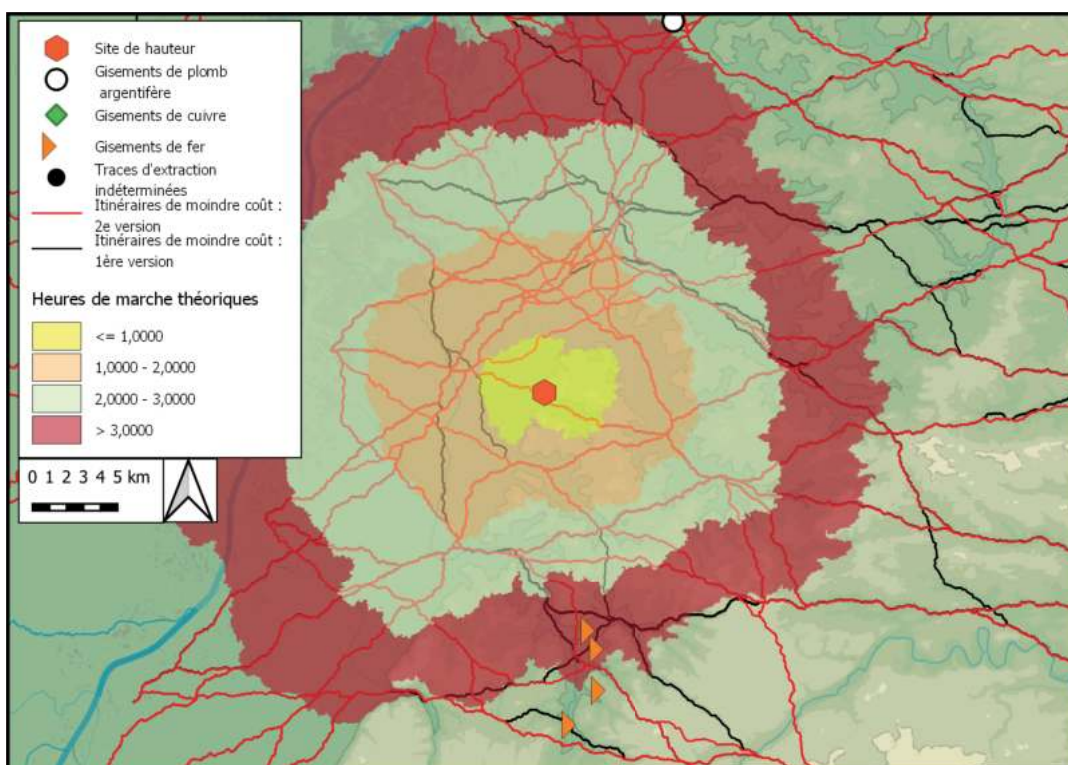 Site de hauteur
Gisements de plomb
argentifère
Gisements de cuivre
Gisements de fer
Traces d'extraction
indéterminées
Itinéraires de moindre coût :
2e version
Itinéraires de moindre coût :
1ère version
Heures de marche théoriques
<= 1,0000
1,0000 - 2,0000
2,0000 - 3,0000
> 3,0000
0 1 2 3 4 5 km